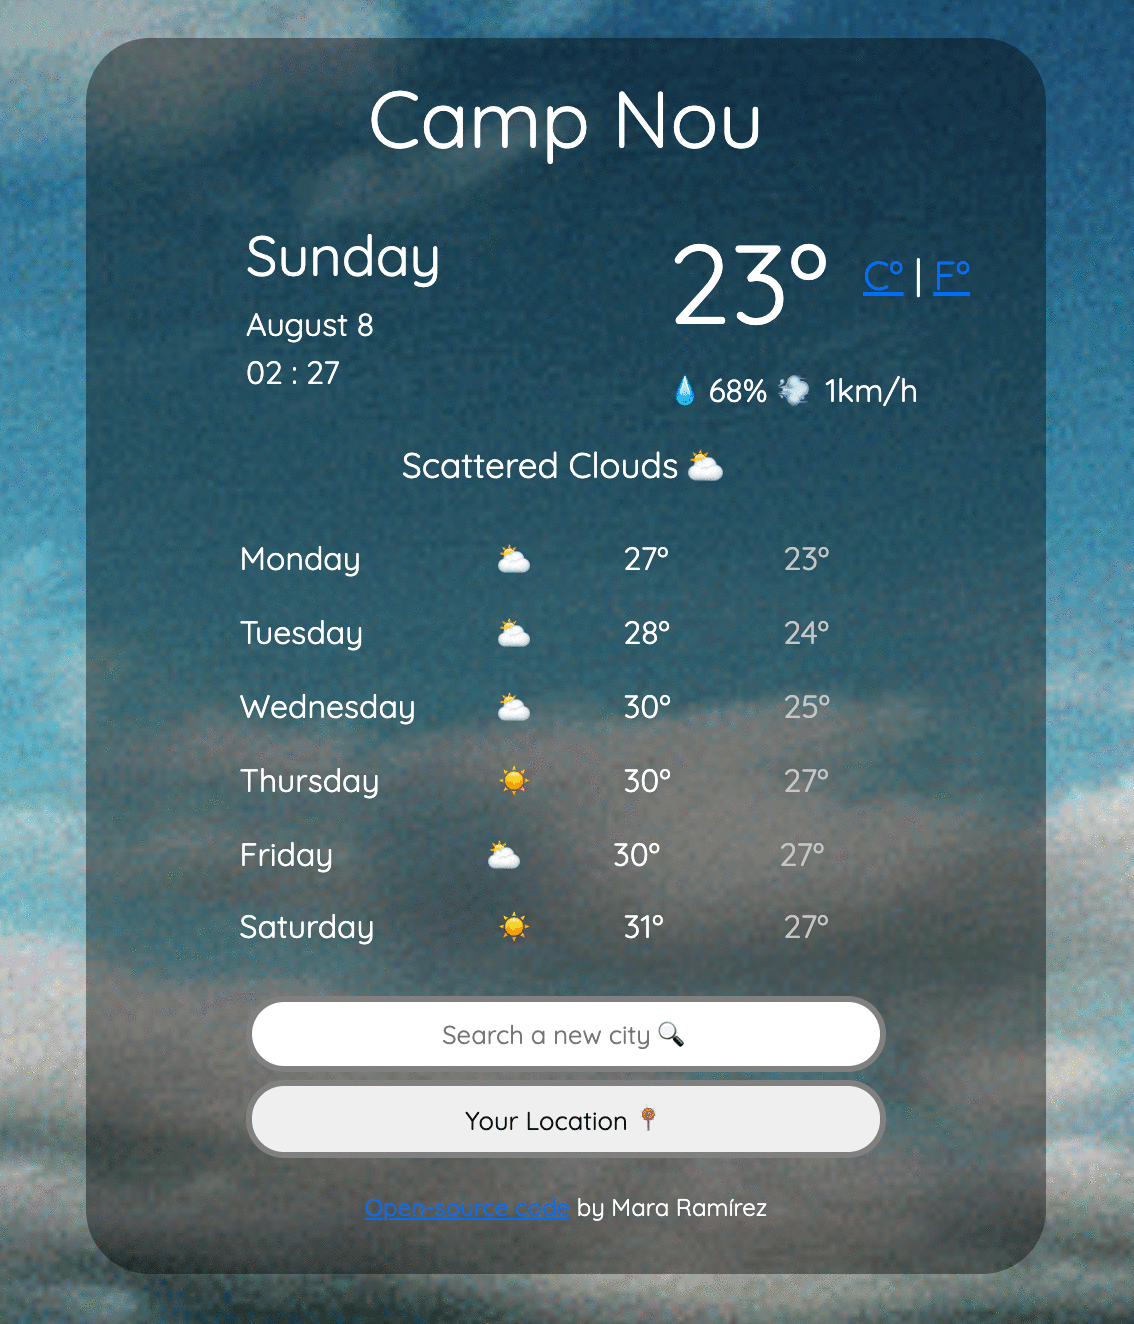 Camp Nou
Sunday
August 8
02 : 27
23° C° | F°
💧 68% 💨 1km/h
Scattered Clouds 🌥
Monday 🌥 27° 23°
Tuesday 🌥 28° 24°
Wednesday 🌥 30° 25°
Thursday ☀️ 30° 27°
Friday 🌥 30° 27°
Saturday ☀️ 31° 27°
Search a new city 🔍
Your Location 📍
Open-source code by Mara Ramírez